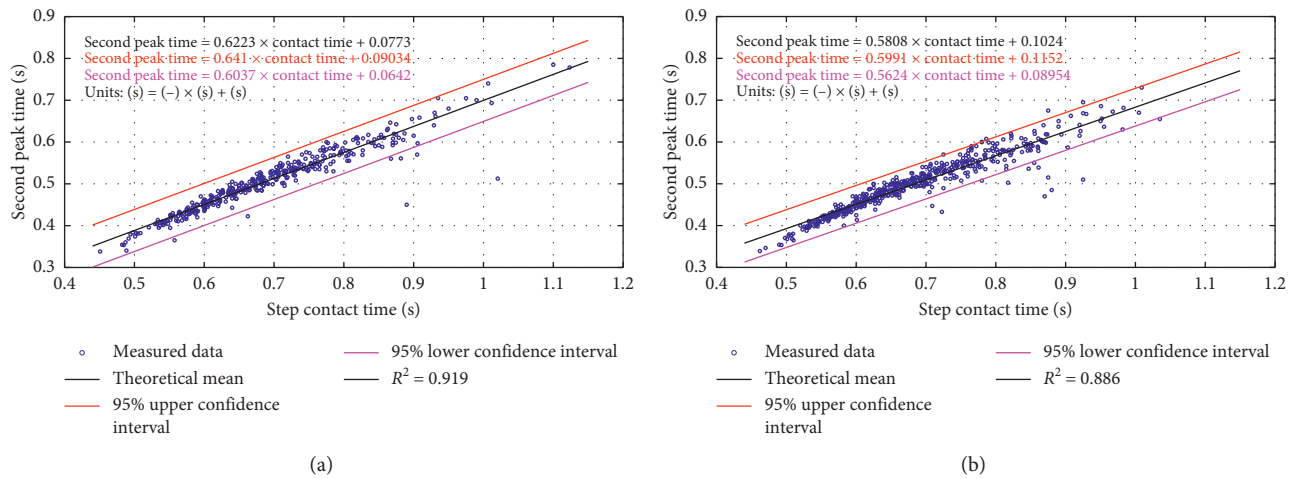 Second peak time (s)
0.9
0.8
0.7
0.6
0.5
0.4
0.3
Second peak time = 0.6223 × contact time + 0.0773
Second peak time = 0.641 × contact time + 0.09034
Second peak time = 0.6037 × contact time + 0.0642
Units: (s) = (−) × (s) + (s)
0.4 0.5 0.6 0.7 0.8 0.9 1 1.1 1.2
Step contact time (s)
Measured data
Theoretical mean
95% upper confidence
interval
95% lower confidence interval
R² = 0.919
(a)
Second peak time (s)
0.9
0.8
0.7
0.6
0.5
0.4
0.3
Second peak time = 0.5808 × contact time + 0.1024
Second peak time = 0.5991 × contact time + 0.1152
Second peak time = 0.5624 × contact time + 0.08954
Units: (s) = (−) × (s) + (s)
0.4 0.5 0.6 0.7 0.8 0.9 1 1.1 1.2
Step contact time (s)
Measured data
Theoretical mean
95% upper confidence
interval
95% lower confidence interval
R² = 0.886
(b)